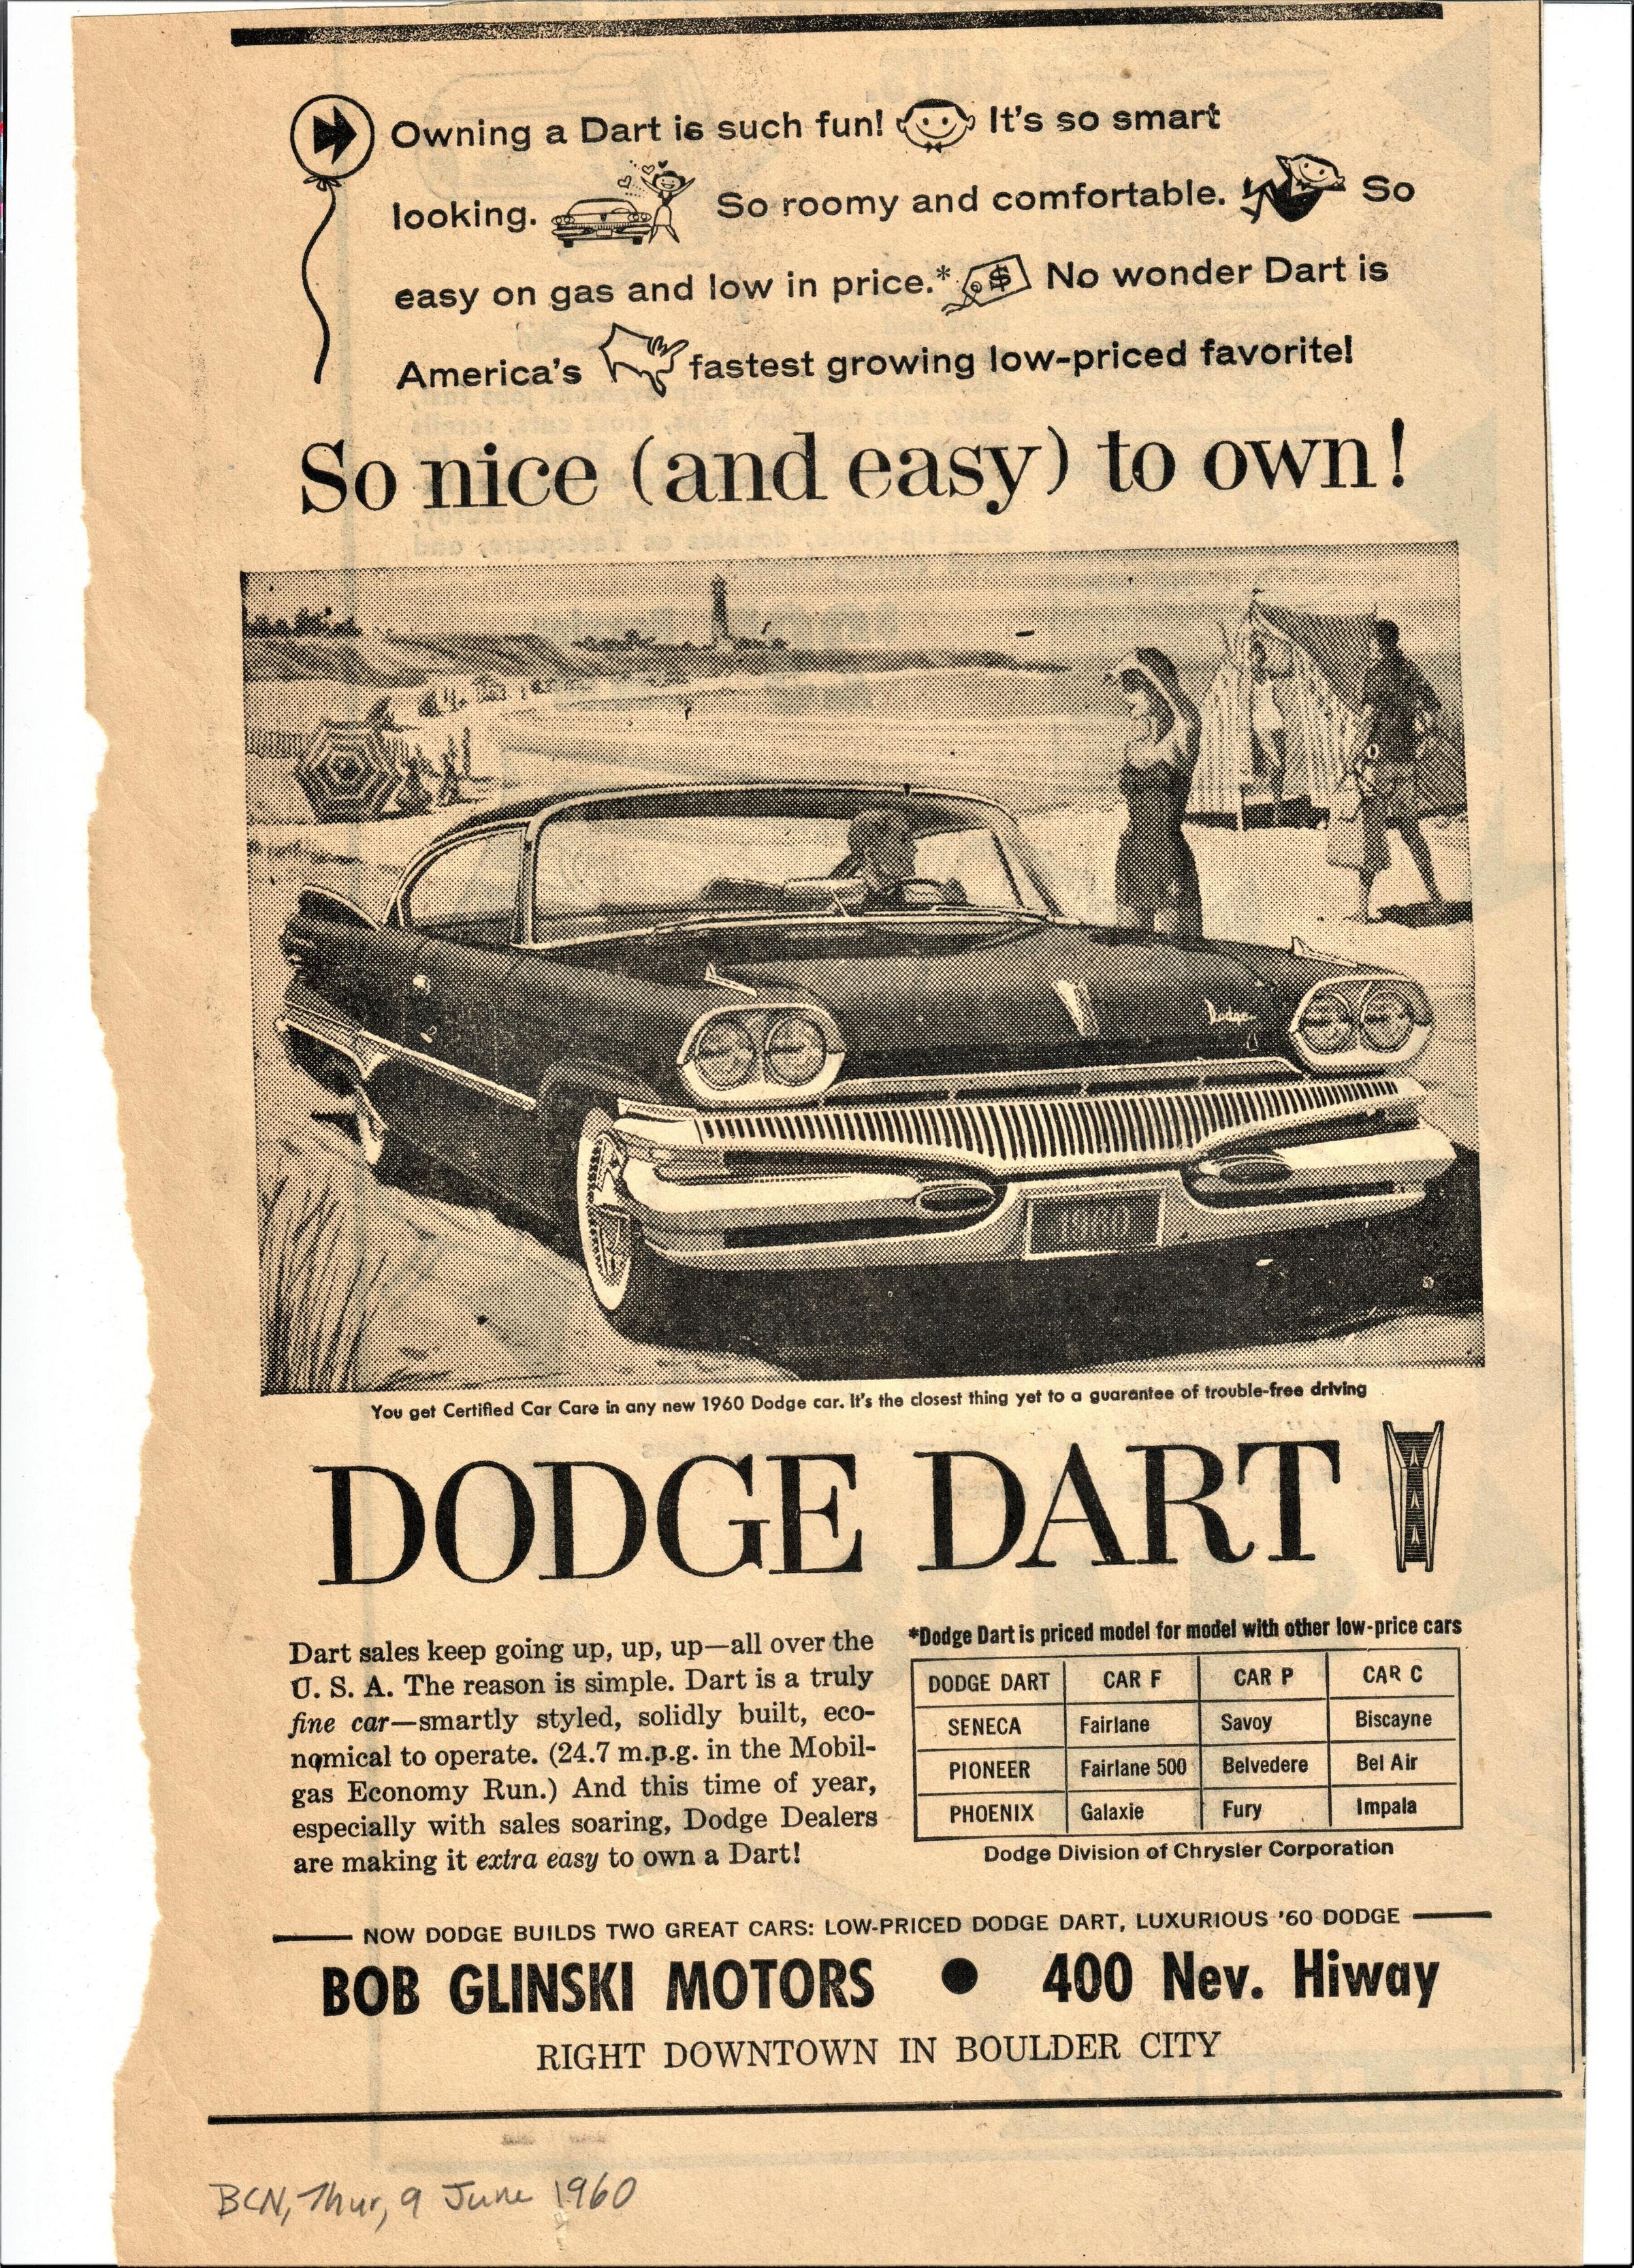 Owning a Dart is such fun! It's so smart
looking. So roomy and comfortable. So
easy on gas and low in price.* $ No wonder Dart is
America's fastest growing low-priced favorite!
So nice (and easy) to own!
Dodge
1960
You get Certified Car Care in any new 1960 Dodge car. It's the closest thing yet to a guarantee of trouble-free driving
DODGE DART
Dart sales keep going up, up, up—all over the
U. S. A. The reason is simple. Dart is a truly
fine car—smartly styled, solidly built, eco-
nomical to operate. (24.7 m.p.g. in the Mobil-
gas Economy Run.) And this time of year,
especially with sales soaring, Dodge Dealers
are making it extra easy to own a Dart!
*Dodge Dart is priced model for model with other low-price cars
DODGE DART CAR F CAR P CAR C
SENECA Fairlane Savoy Biscayne
PIONEER Fairlane 500 Belvedere Bel Air
PHOENIX Galaxie Fury Impala
Dodge Division of Chrysler Corporation
NOW DODGE BUILDS TWO GREAT CARS: LOW-PRICED DODGE DART, LUXURIOUS '60 DODGE
BOB GLINSKI MOTORS ● 400 Nev. Hiway
RIGHT DOWNTOWN IN BOULDER CITY
BCN, Thur, 9 June 1960